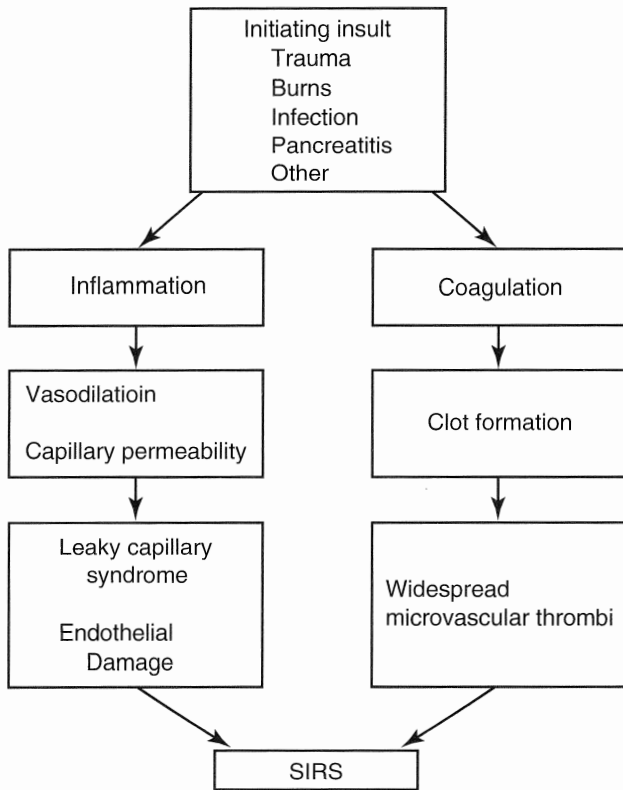 Initiating insult
Trauma
Burns
Infection
Pancreatitis
Other
Inflammation
Coagulation
Vasodilatioin
Capillary permeability
Clot formation
Leaky capillary
syndrome
Endothelial
Damage
Widespread
microvascular thrombi
SIRS